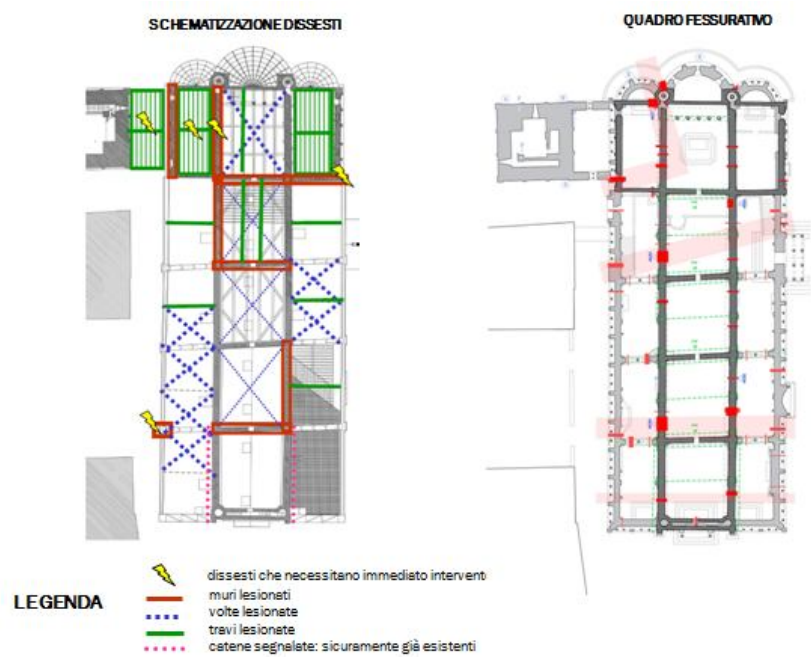 SCHEMATIZZAZIONE DISSESTI
QUADRO FESSURATIVO
LEGENDA
dissesti che necessitano immediato intervent
muri lesionati
volte lesionate
travi lesionate
catene segnalate: sicuramente già esistenti